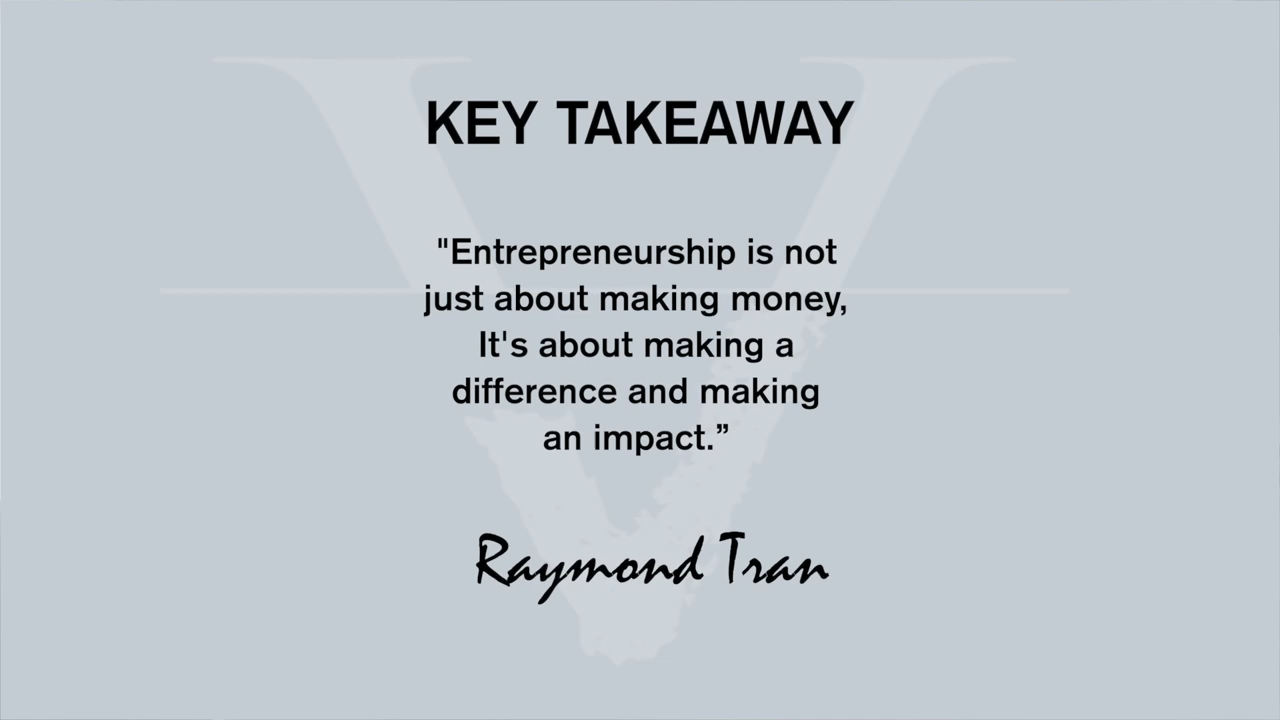 KEY TAKEAWAY
"Entrepreneurship is not
just about making money,
It's about making a
difference and making
an impact.”
Raymond Tran